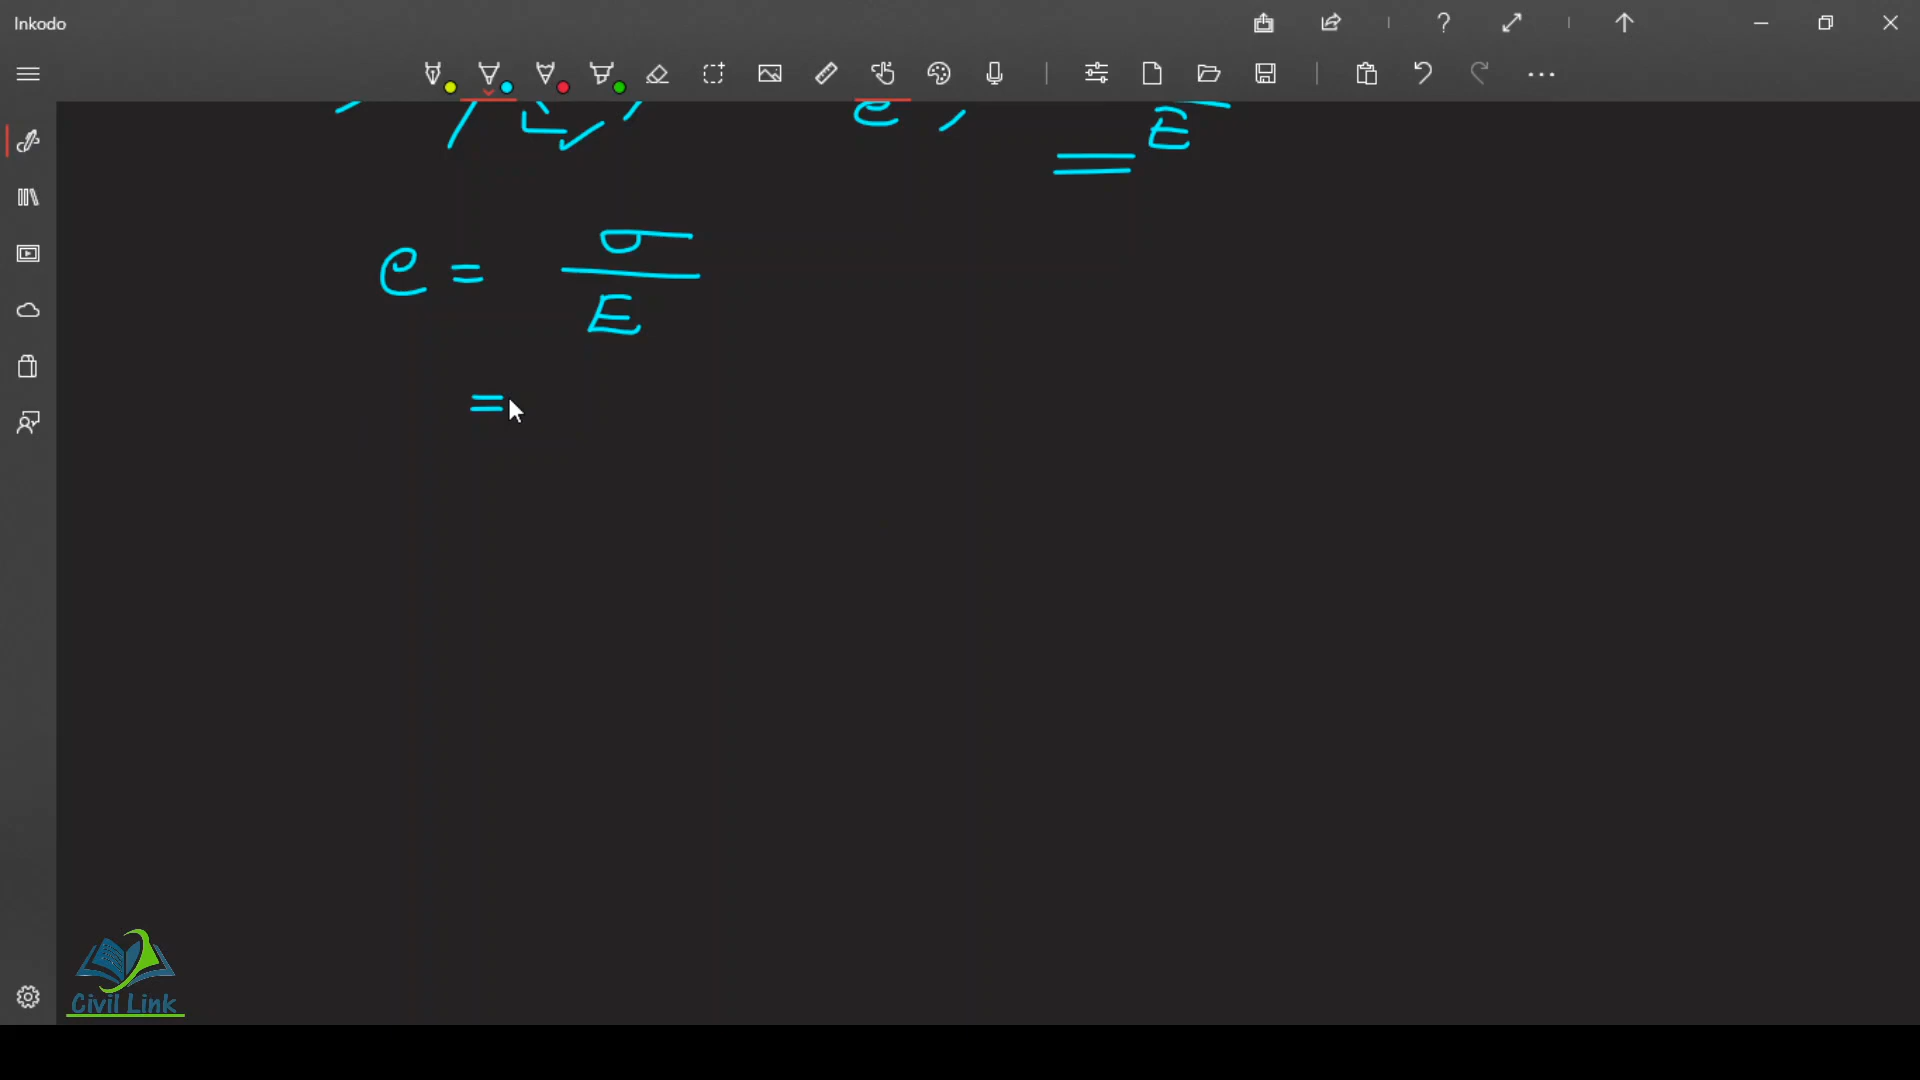 Inkodo
e, E
e = σ/E
=
Civil Link